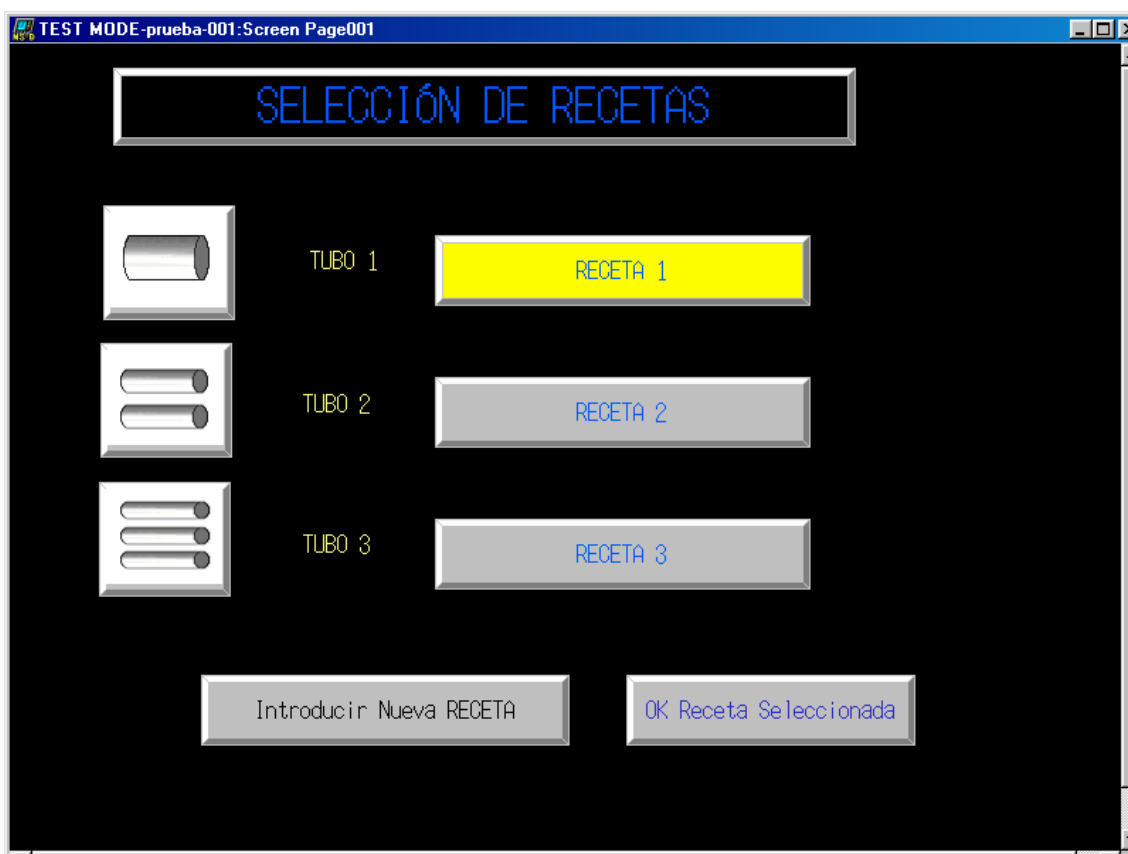 TEST MODE-prueba-001:Screen Page001
SELECCIÓN DE RECETAS
TUBO 1
RECETA 1
TUBO 2
RECETA 2
TUBO 3
RECETA 3
Introducir Nueva RECETA
OK Receta Seleccionada